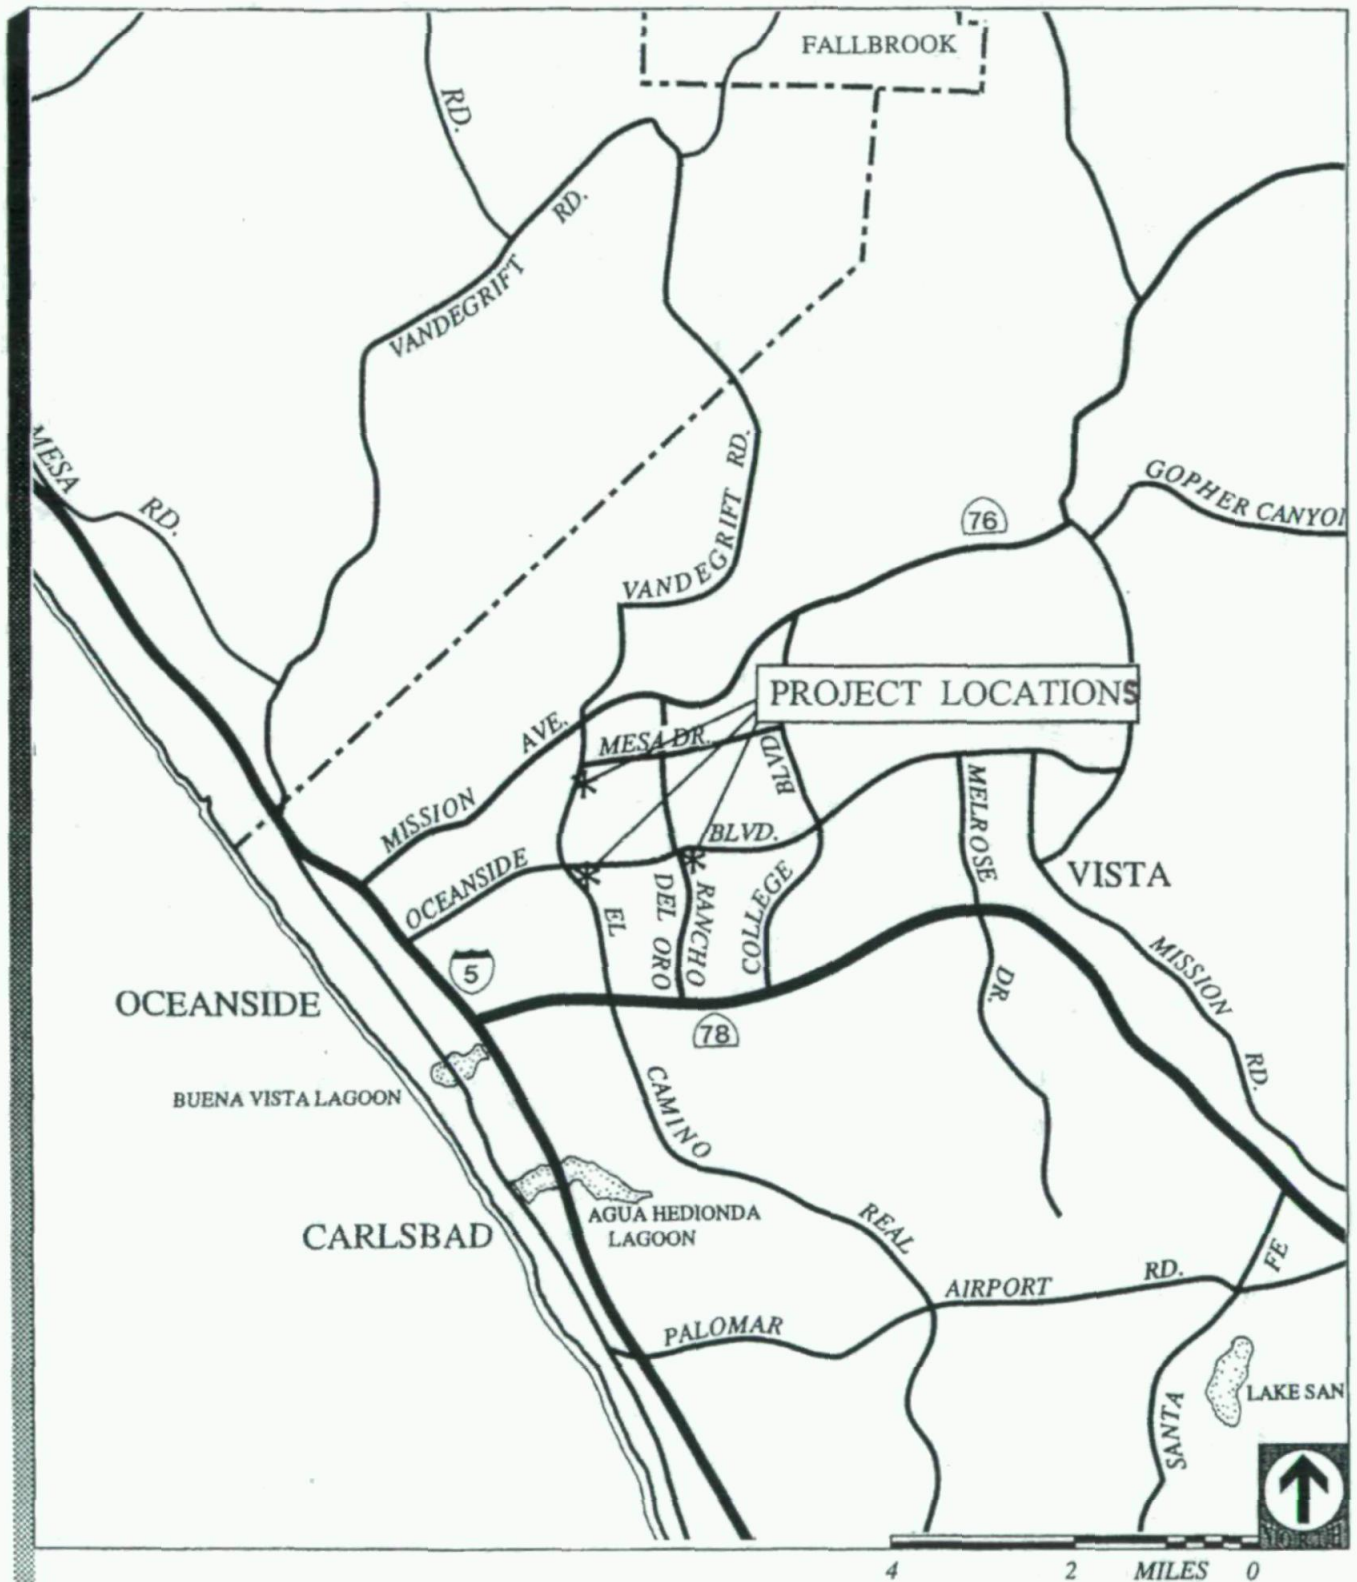 FALLBROOK
RD.
RD.
VANDEGRIFT
MESA
RD.
VANDEGRIFT RD.
76
GOPHER CANYON
PROJECT LOCATIONS
AVE.
MESA DR.
BLVD
MISSION
BLVD.
MELROSE
OCEANSIDE
VISTA
EL
DEL ORO
RANCHO
COLLEGE
5
MISSION
OCEANSIDE
DR.
78
RD.
BUENA VISTA LAGOON
CAMINO
AGUA HEDIONDA
LAGOON
CARLSBAD
REAL
FE
AIRPORT
RD.
PALOMAR
LAKE SAN
SANTA
NORTH
4 2 MILES 0